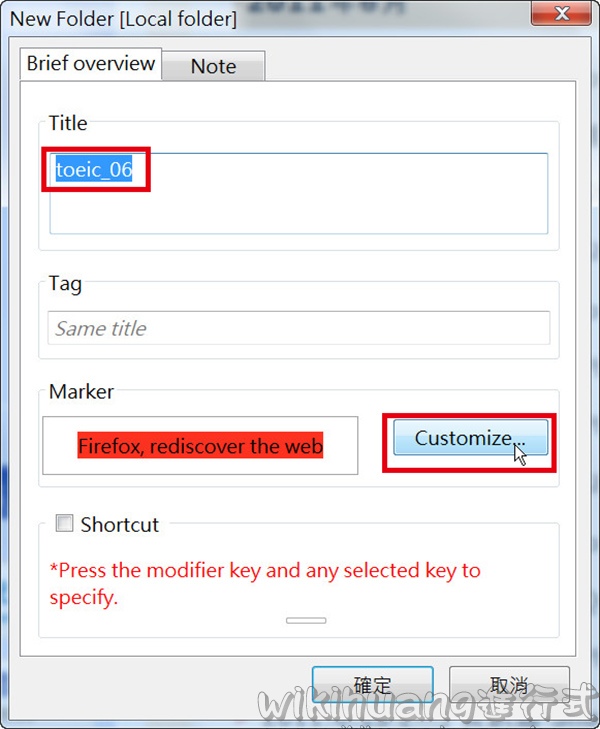 New Folder [Local folder]
Brief overview
Note
Title
toeic_06
Tag
Same title
Marker
Firefox, rediscover the web
Customize...
Shortcut
*Press the modifier key and any selected key to
specify.
確定
取消
wikihuang進行式